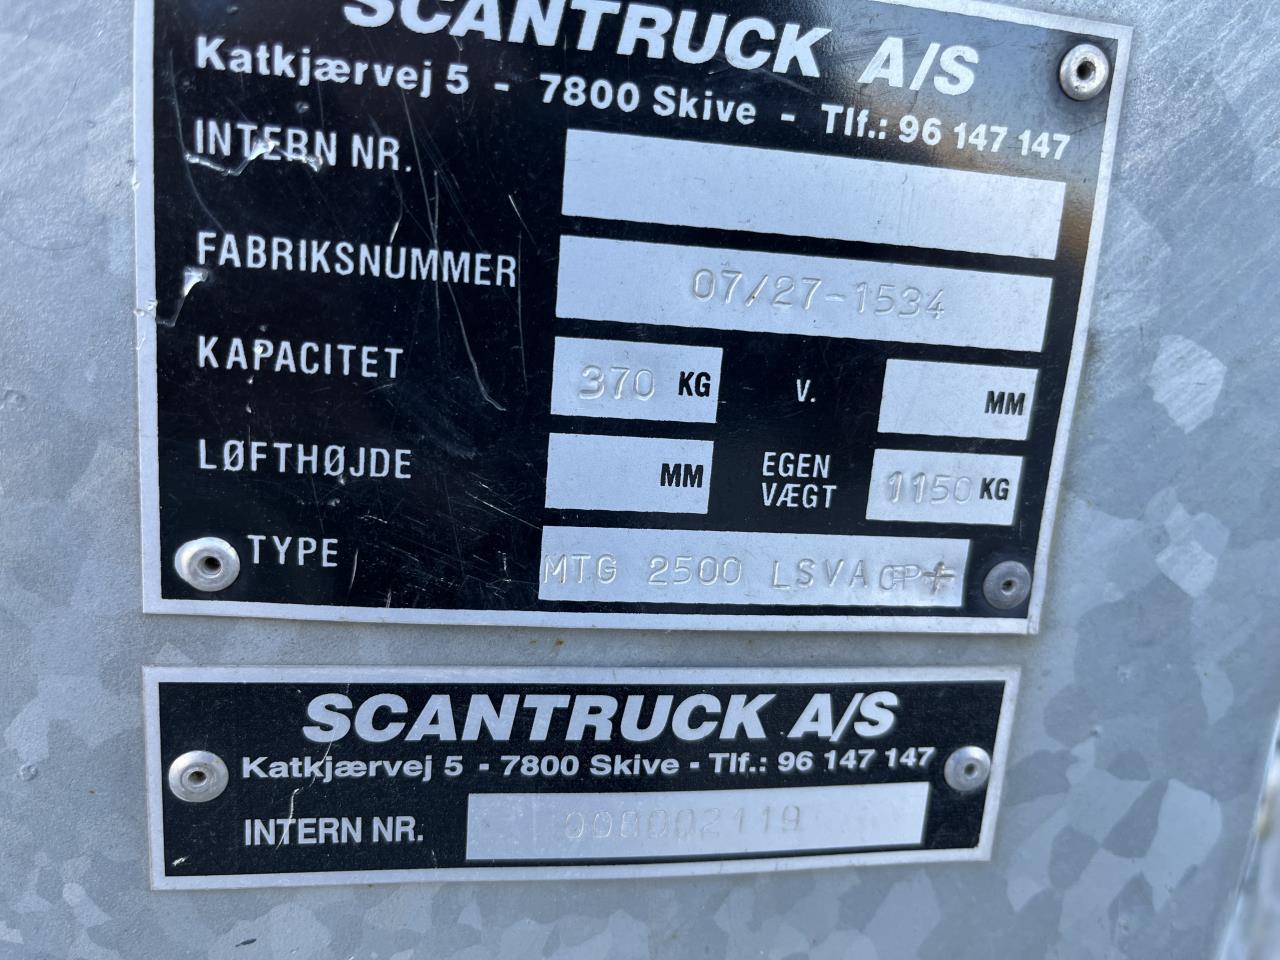 SCANTRUCK A/S
Katkjærvej 5 - 7800 Skive - Tlf.: 96 147 147
INTERN NR.
FABRIKSNUMMER 07/27-1534
KAPACITET 370 KG V. MM
LØFTHØJDE MM EGEN VÆGT 1150 KG
TYPE MTG 2500 LSVA CP+
SCANTRUCK A/S
Katkjærvej 5 - 7800 Skive - Tlf.: 96 147 147
INTERN NR.